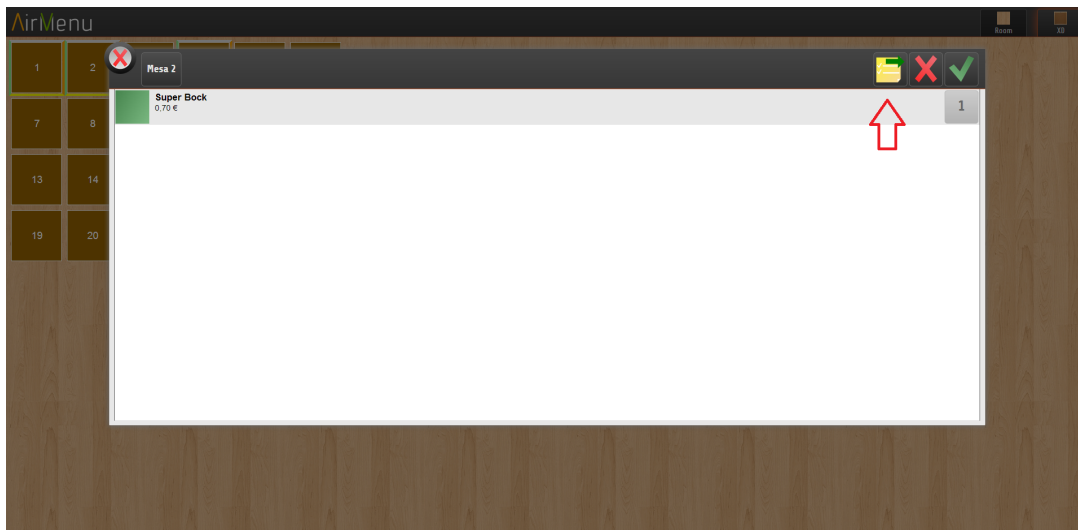 AirMenu
Room
XD
1
2
Mesa 2
Super Bock
0,70 €
1
7
8
13
14
19
20